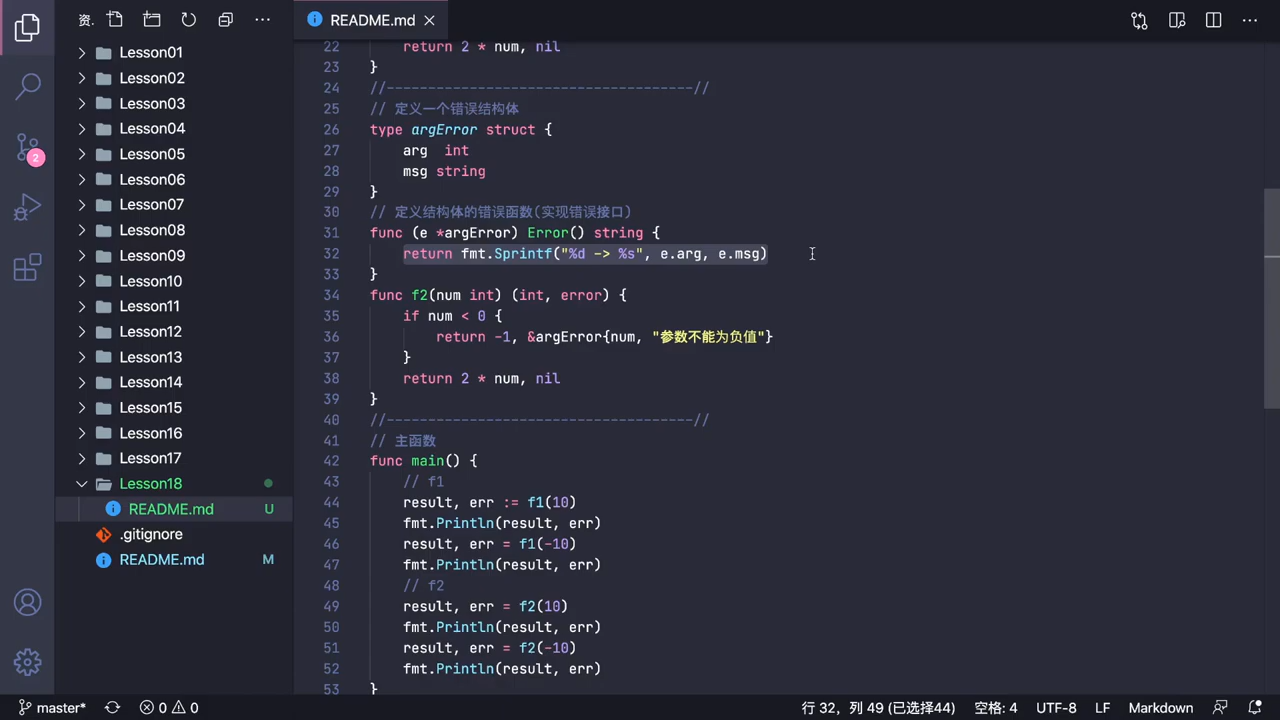 资.
README.md
Lesson01
Lesson02
Lesson03
Lesson04
Lesson05
Lesson06
Lesson07
Lesson08
Lesson09
Lesson10
Lesson11
Lesson12
Lesson13
Lesson14
Lesson15
Lesson16
Lesson17
Lesson18
README.md U
.gitignore
README.md M
2
22 return 2 * num, nil
23 }
24 //-------------------------------------//
25 // 定义一个错误结构体
26 type argError struct {
27 arg  int
28 msg string
29 }
30 // 定义结构体的错误函数(实现错误接口)
31 func (e *argError) Error() string {
32 return fmt.Sprintf("%d -> %s", e.arg, e.msg)
33 }
34 func f2(num int) (int, error) {
35 if num < 0 {
36 return -1, &argError{num, "参数不能为负值"}
37 }
38 return 2 * num, nil
39 }
40 //-------------------------------------//
41 // 主函数
42 func main() {
43 // f1
44 result, err := f1(10)
45 fmt.Println(result, err)
46 result, err = f1(-10)
47 fmt.Println(result, err)
48 // f2
49 result, err = f2(10)
50 fmt.Println(result, err)
51 result, err = f2(-10)
52 fmt.Println(result, err)
53 }
master* 0 0 行 32，列 49 (已选择44) 空格: 4 UTF-8 LF Markdown